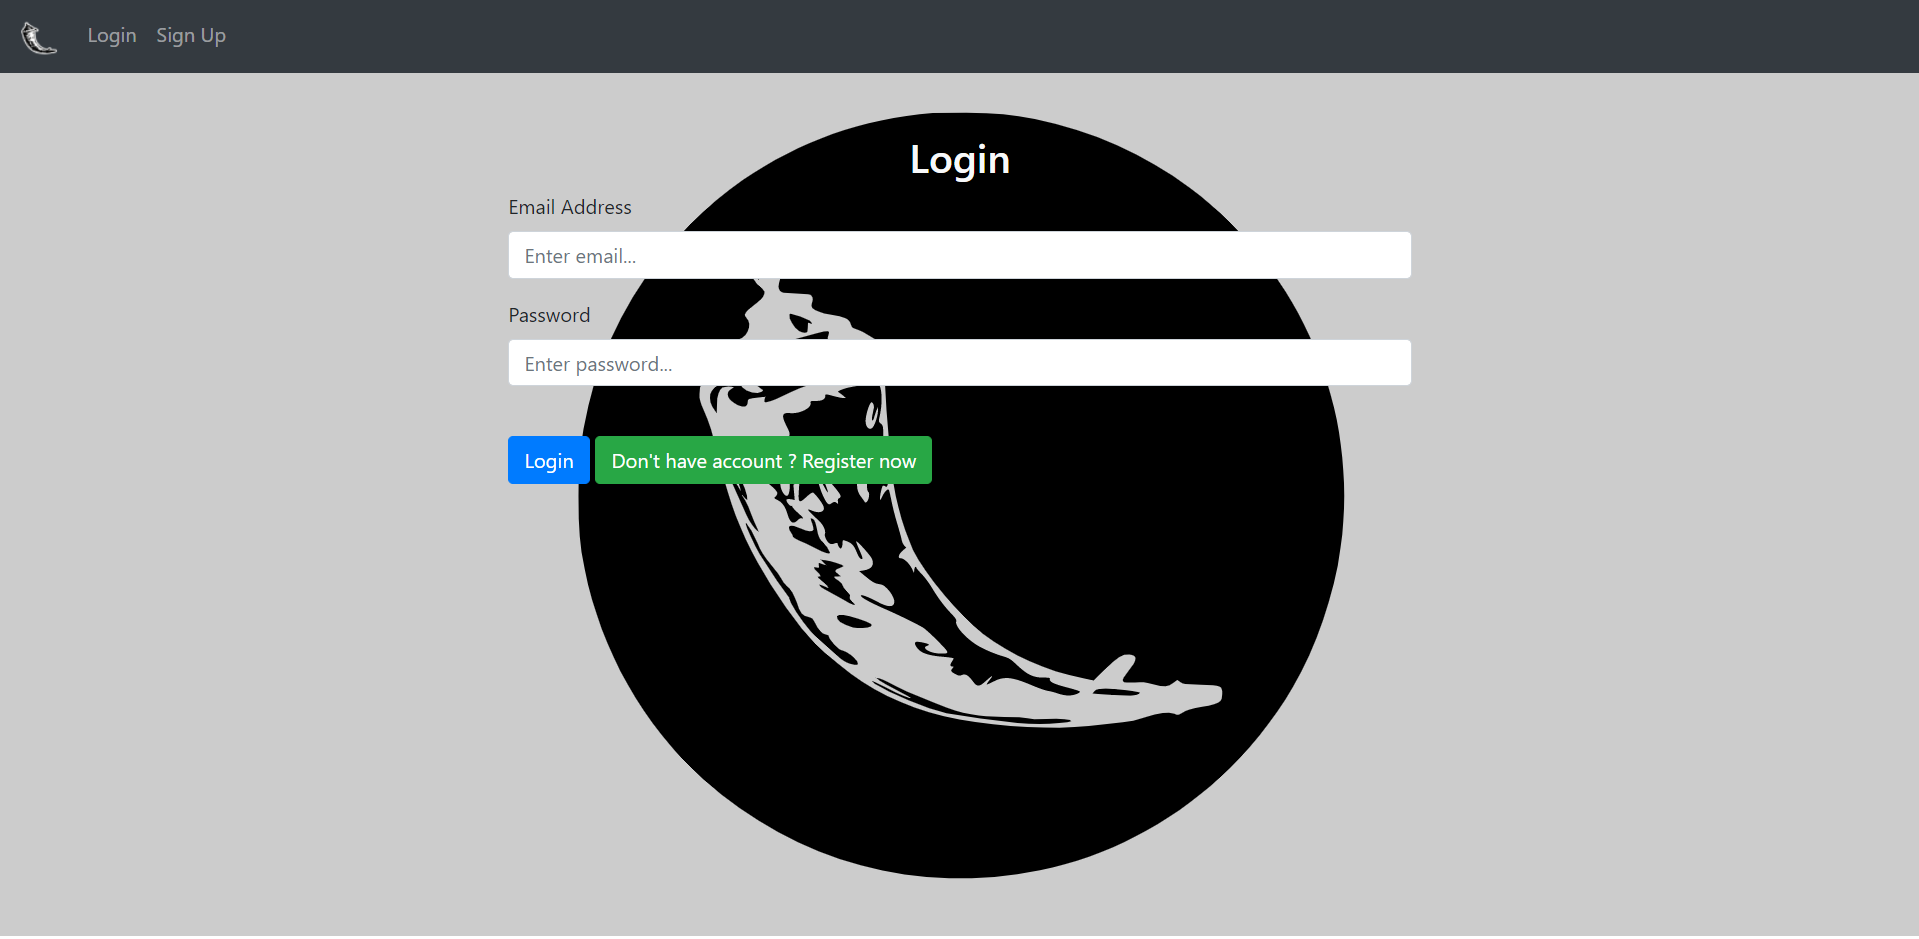 Login Sign Up
Login
Email Address
Enter email...
Password
Enter password...
Login Don't have account ? Register now